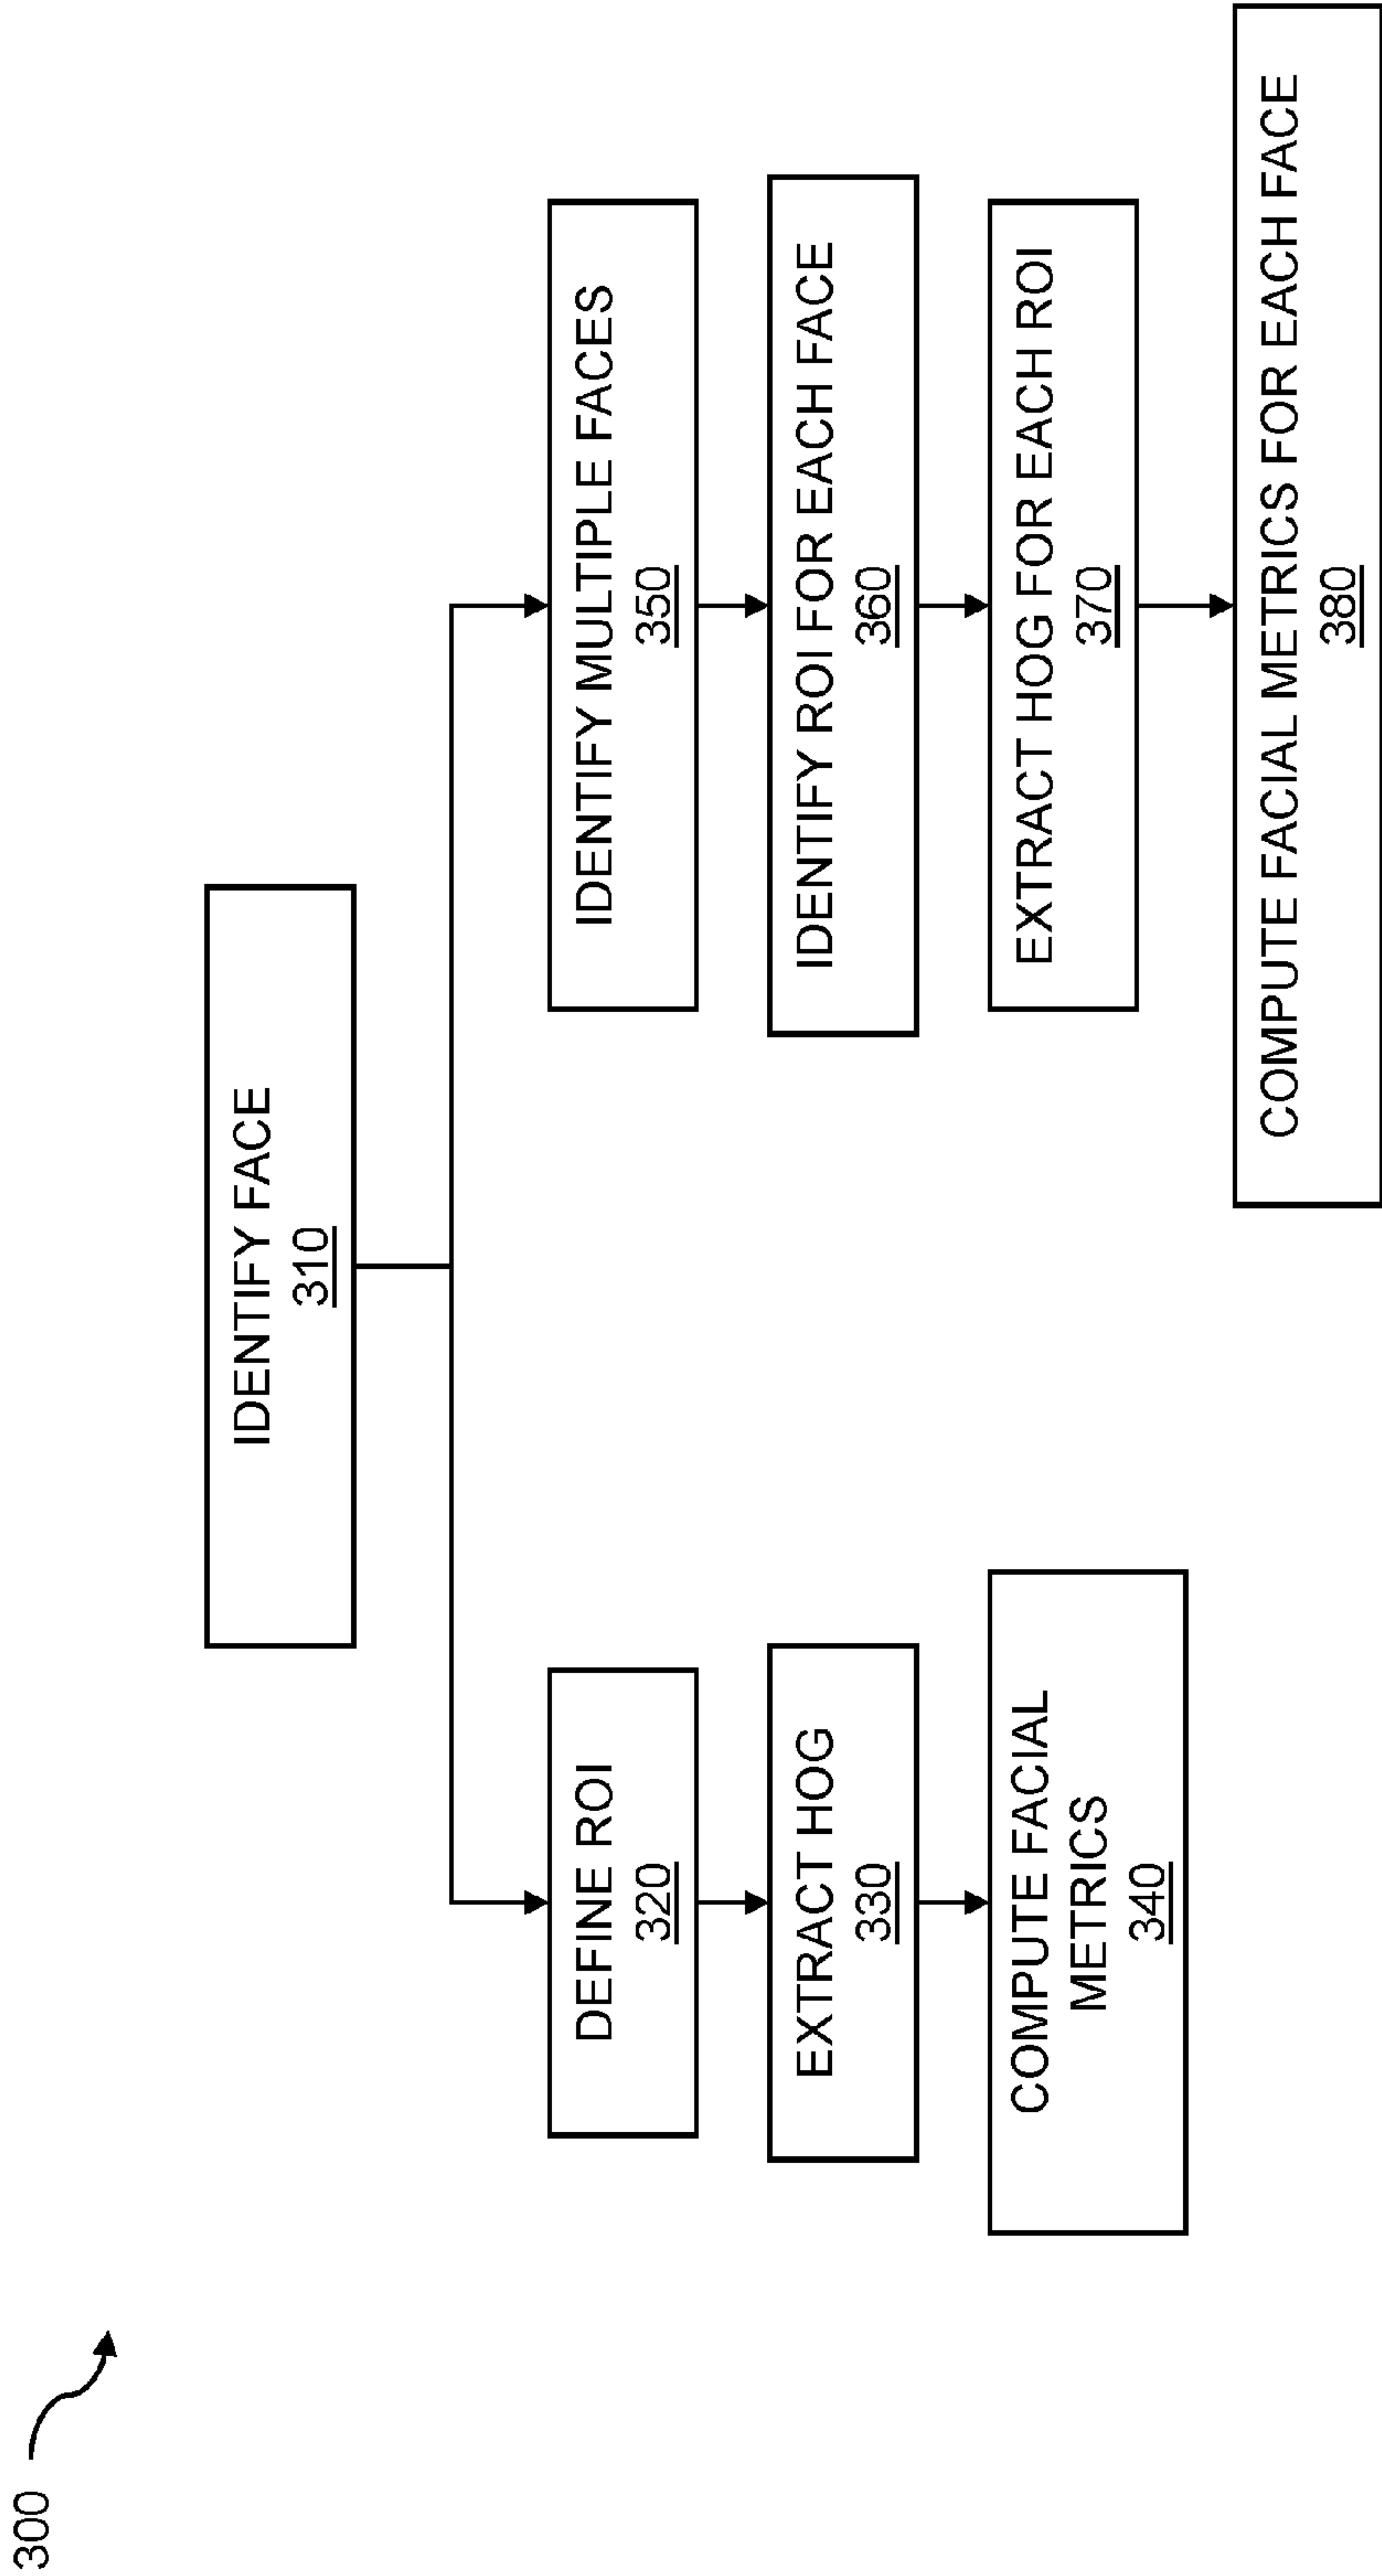 300
IDENTIFY FACE
310
DEFINE ROI
320
EXTRACT HOG
330
COMPUTE FACIAL
METRICS
340
IDENTIFY MULTIPLE FACES
350
IDENTIFY ROI FOR EACH FACE
360
EXTRACT HOG FOR EACH ROI
370
COMPUTE FACIAL METRICS FOR EACH FACE
380